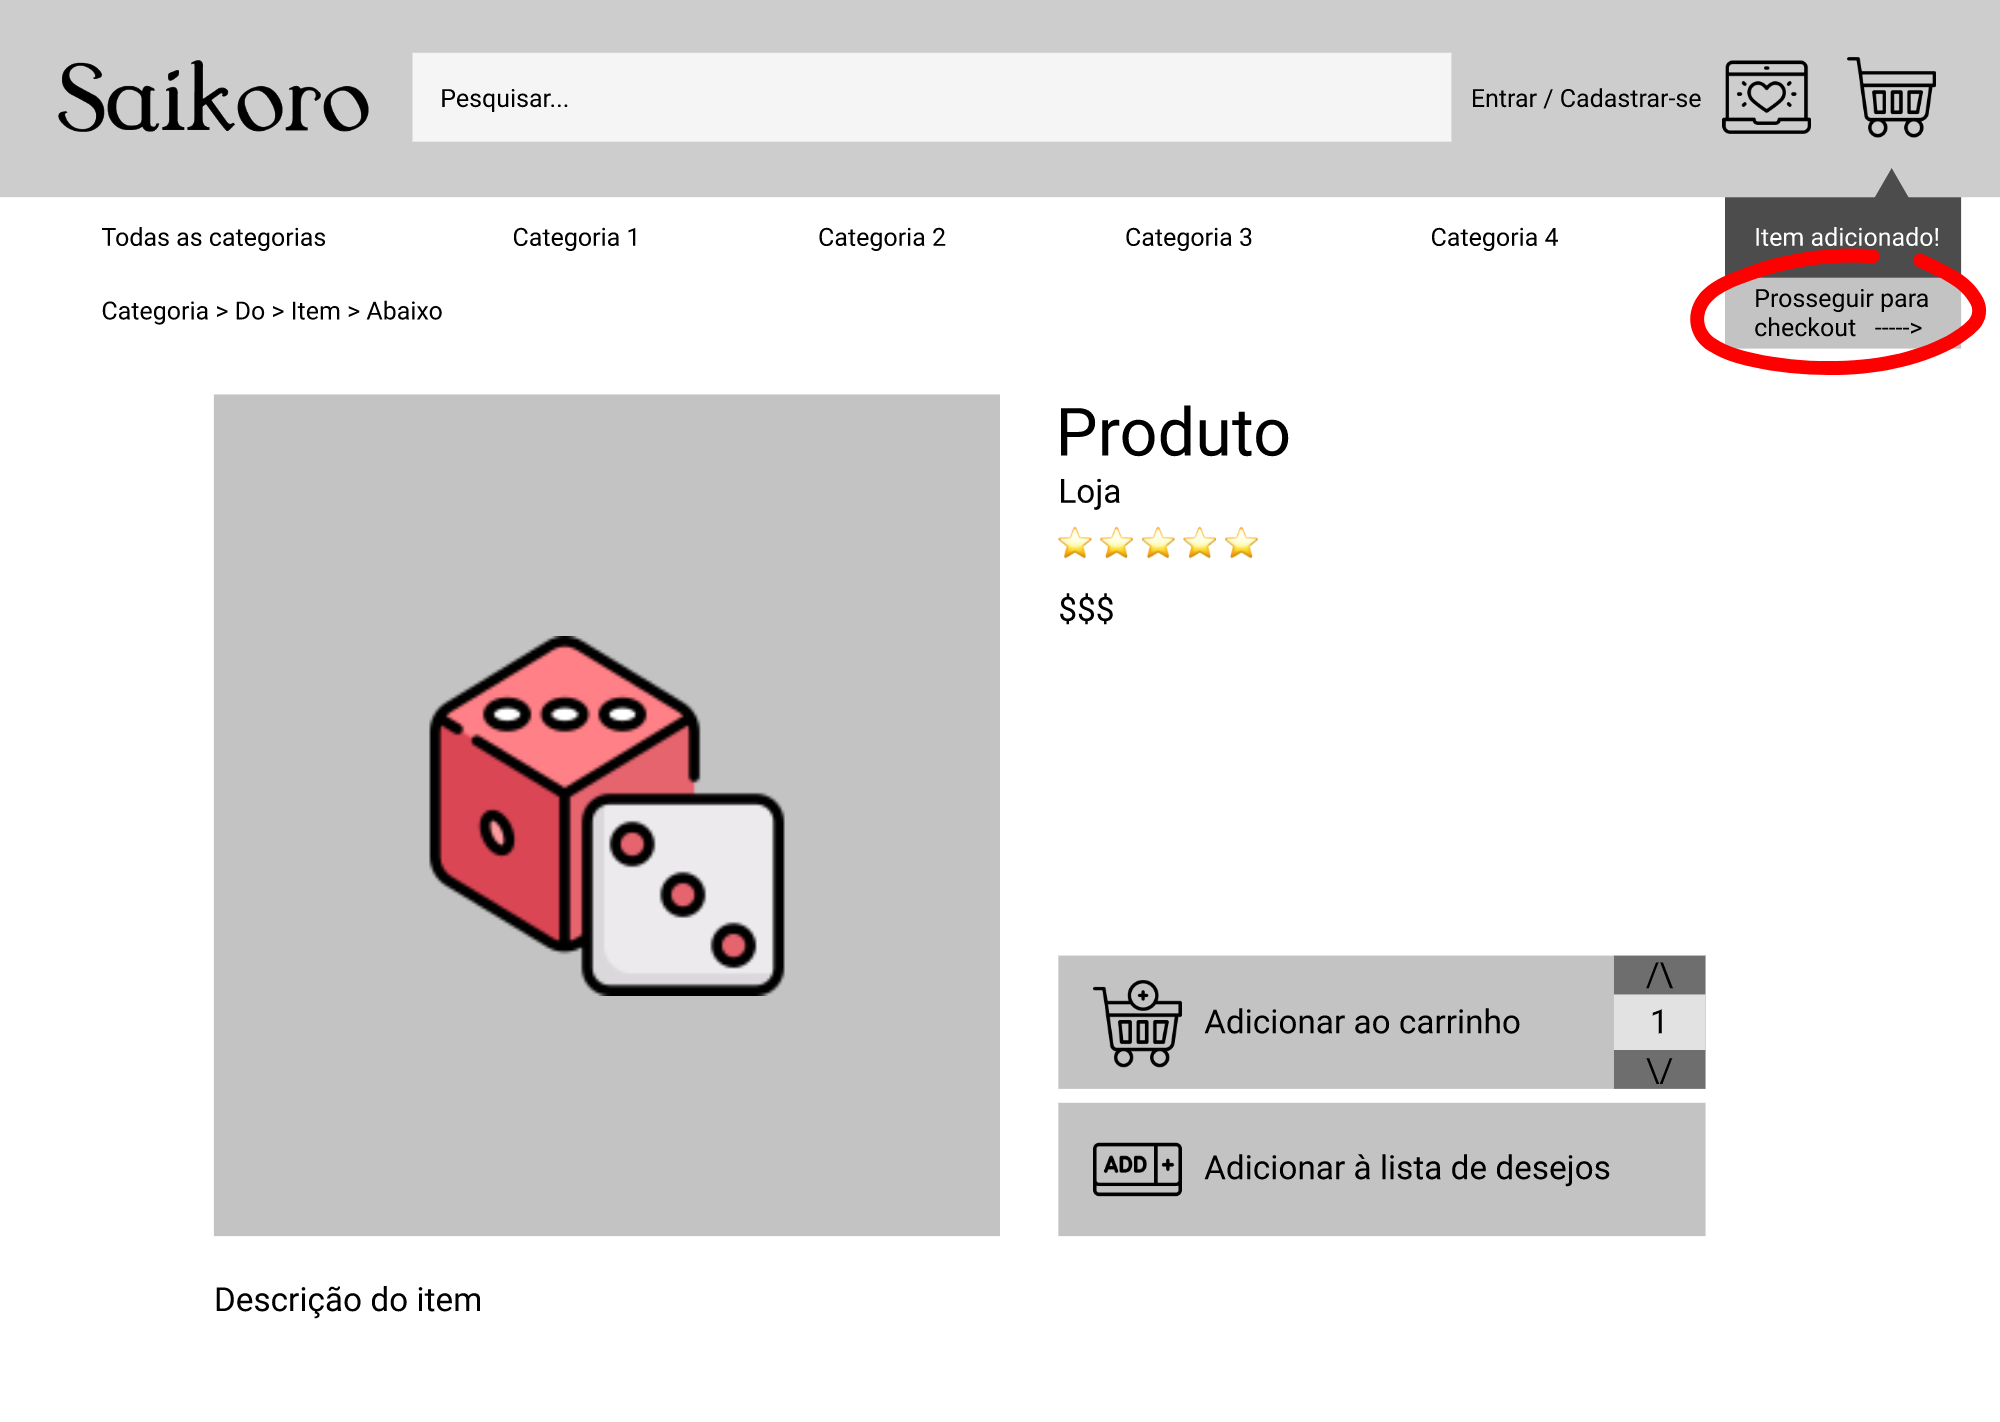 Saikoro
Pesquisar...
Entrar / Cadastrar-se
Todas as categorias
Categoria 1
Categoria 2
Categoria 3
Categoria 4
Item adicionado!
Categoria > Do > Item > Abaixo
Prosseguir para
checkout ----->
Produto
Loja
$$$
/\
Adicionar ao carrinho
1
\/
ADD +
Adicionar à lista de desejos
Descrição do item